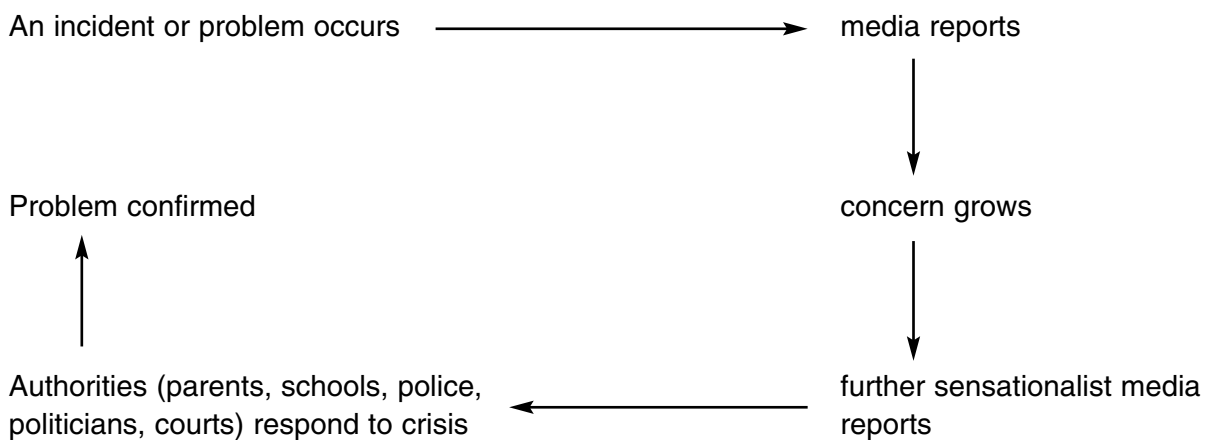 An incident or problem occurs
media reports
Problem confirmed
concern grows
Authorities (parents, schools, police,
politicians, courts) respond to crisis
further sensationalist media
reports